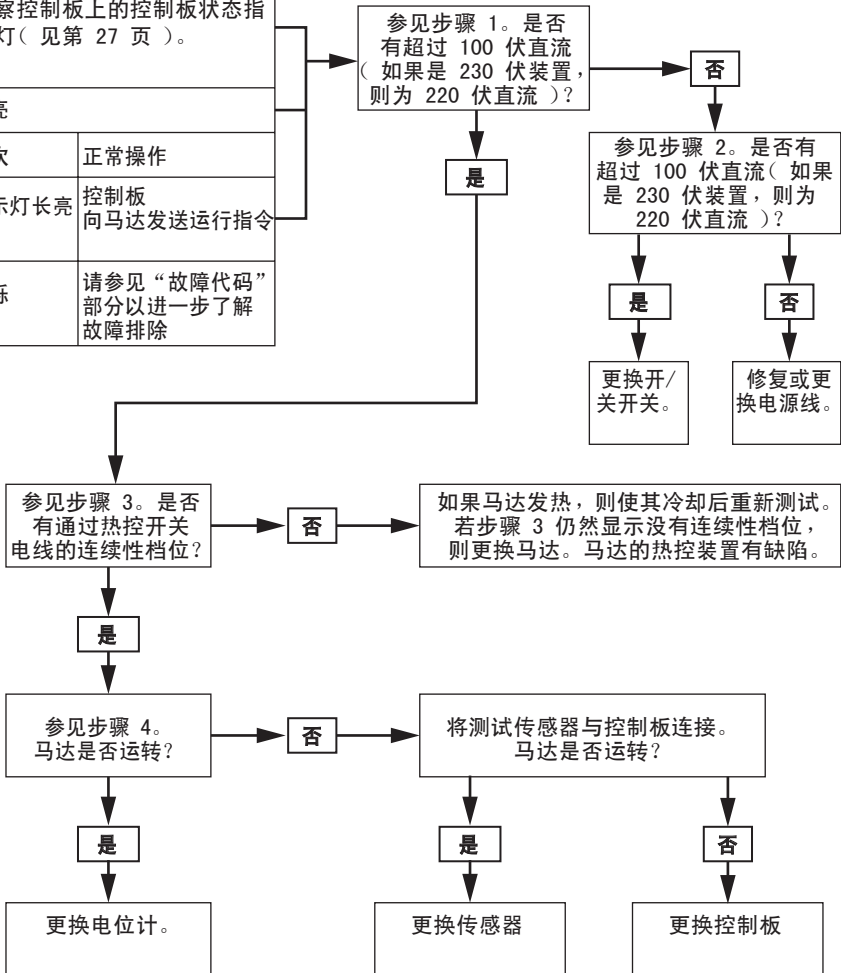 察控制板上的控制板状态指
灯( 见第 27 页 )。
亮
次
正常操作
示灯长亮
控制板
向马达发送运行指令
烁
请参见“故障代码”
部分以进一步了解
故障排除
参见步骤 1。是否
有超过 100 伏直流
( 如果是 230 伏装置，
则为 220 伏直流 )?
否
是
参见步骤 2。是否有
超过 100 伏直流( 如果
是 230 伏装置，则为
220 伏直流 )?
是
否
更换开/
关开关。
修复或更
换电源线。
参见步骤 3。是否
有通过热控开关
电线的连续性档位?
否
如果马达发热，则使其冷却后重新测试。
若步骤 3 仍然显示没有连续性档位，
则更换马达。马达的热控装置有缺陷。
是
参见步骤 4。
马达是否运转?
否
将测试传感器与控制板连接。
马达是否运转?
是
是
否
更换电位计。
更换传感器
更换控制板